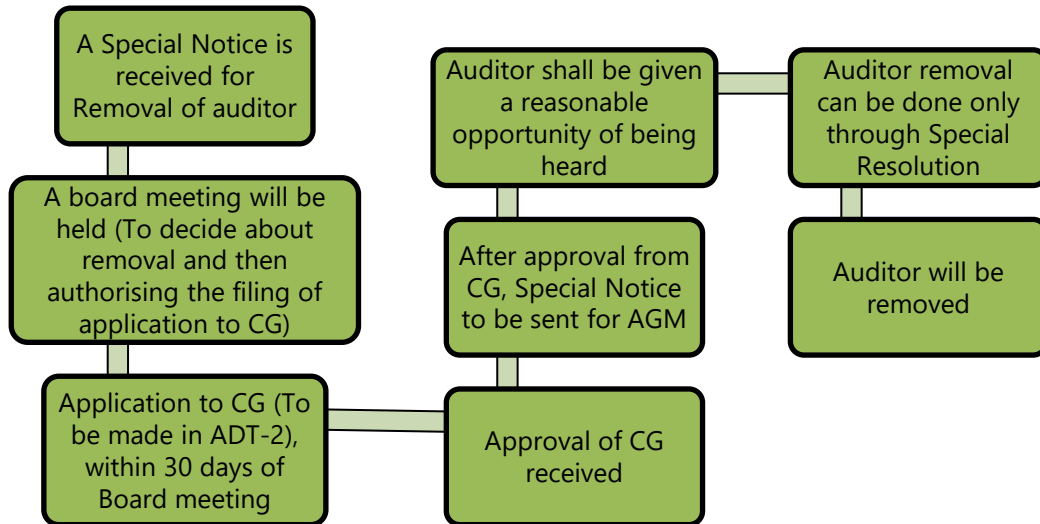 A Special Notice is
received for
Removal of auditor
A board meeting will be
held (To decide about
removal and then
authorising the filing of
application to CG)
Application to CG (To
be made in ADT-2),
within 30 days of
Board meeting
Approval of CG
received
After approval from
CG, Special Notice
to be sent for AGM
Auditor shall be given
a reasonable
opportunity of being
heard
Auditor removal
can be done only
through Special
Resolution
Auditor will be
removed